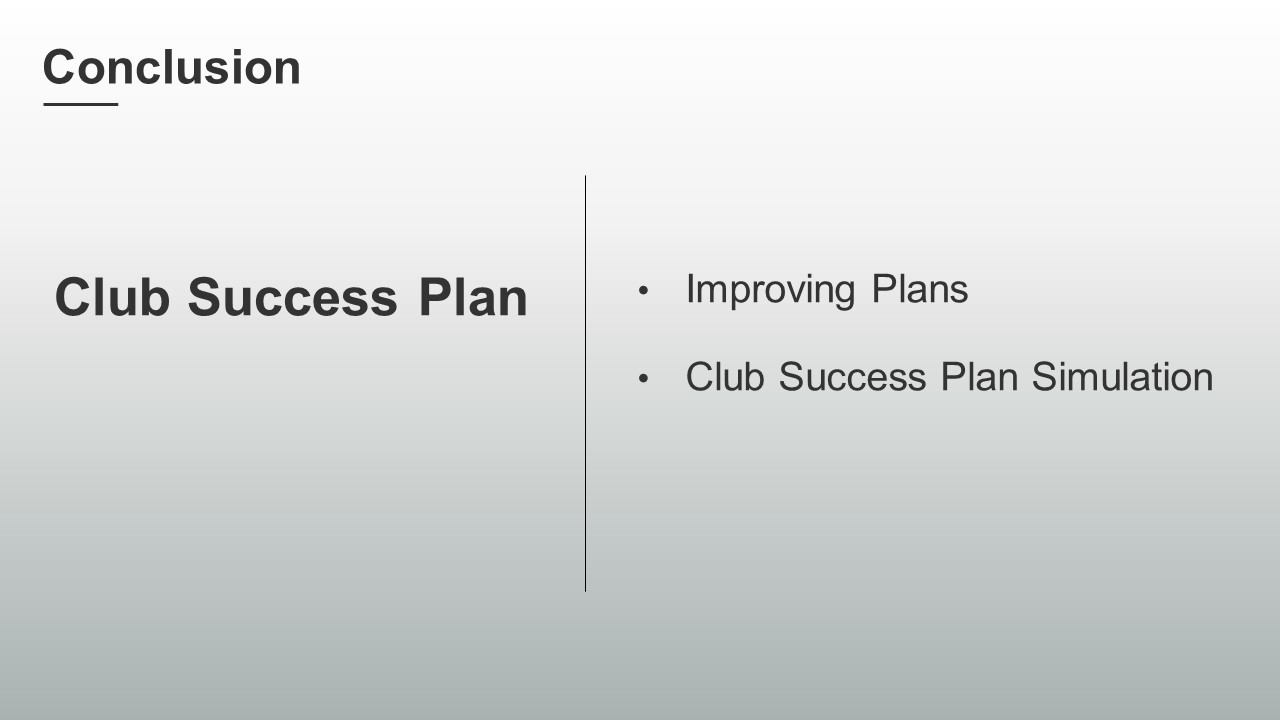 Conclusion
Club Success Plan
• Improving Plans
• Club Success Plan Simulation